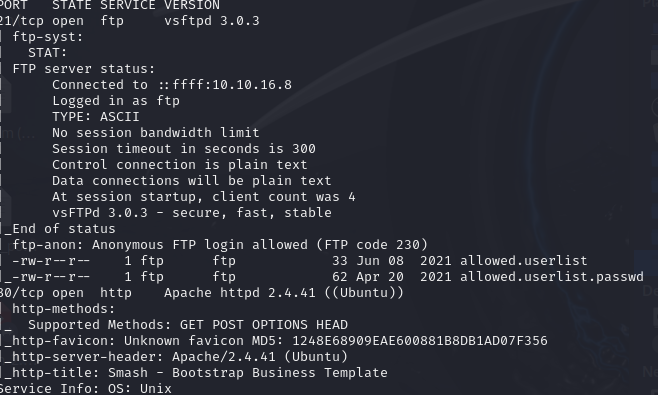 PORT   STATE SERVICE VERSION
21/tcp open  ftp     vsftpd 3.0.3
| ftp-syst:
|   STAT:
| FTP server status:
|      Connected to ::ffff:10.10.16.8
|      Logged in as ftp
|      TYPE: ASCII
|      No session bandwidth limit
|      Session timeout in seconds is 300
|      Control connection is plain text
|      Data connections will be plain text
|      At session startup, client count was 4
|      vsFTPd 3.0.3 - secure, fast, stable
|_End of status
| ftp-anon: Anonymous FTP login allowed (FTP code 230)
| -rw-r--r--    1 ftp      ftp            33 Jun 08  2021 allowed.userlist
|_-rw-r--r--    1 ftp      ftp            62 Apr 20  2021 allowed.userlist.passwd
80/tcp open  http    Apache httpd 2.4.41 ((Ubuntu))
| http-methods:
|_  Supported Methods: GET POST OPTIONS HEAD
|_http-favicon: Unknown favicon MD5: 1248E68909EAE600881B8DB1AD07F356
|_http-server-header: Apache/2.4.41 (Ubuntu)
|_http-title: Smash - Bootstrap Business Template
Service Info: OS: Unix